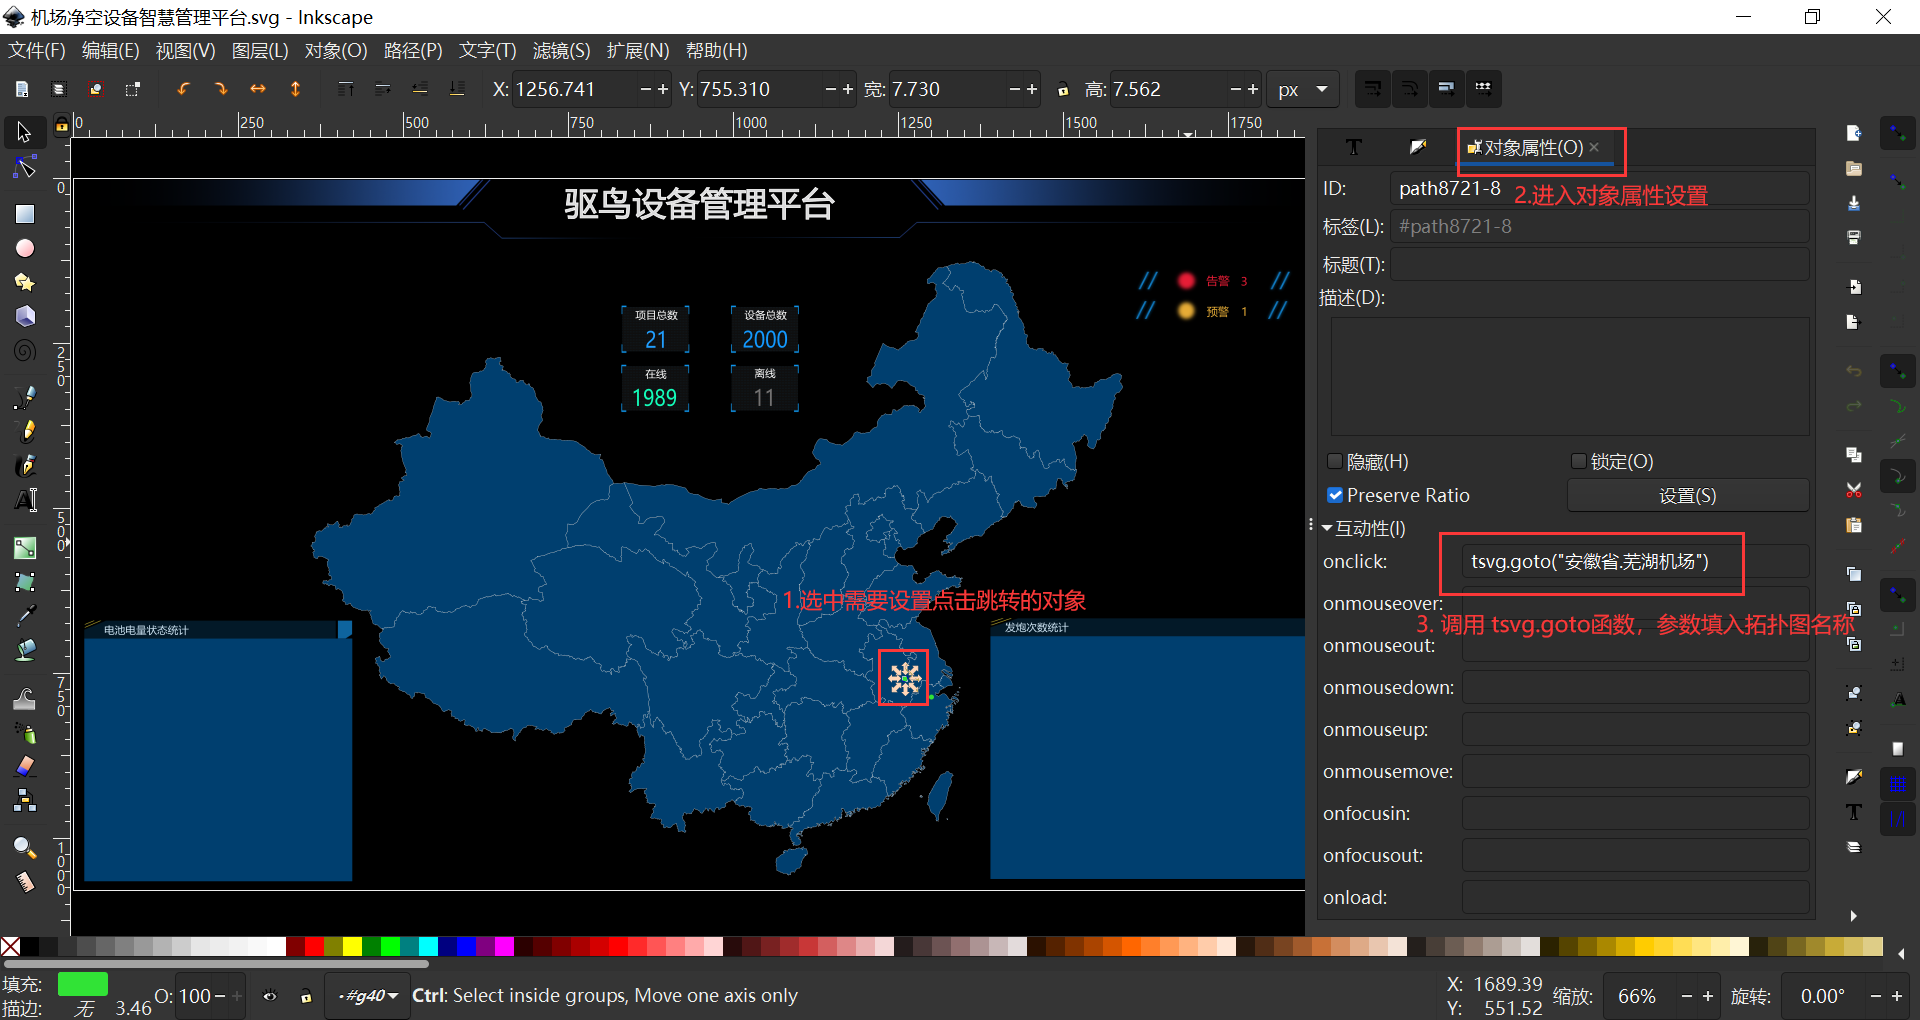 机场净空设备智慧管理平台.svg - Inkscape
文件(F) 编辑(E) 视图(V) 图层(L) 对象(O) 路径(P) 文字(T) 滤镜(S) 扩展(N) 帮助(H)
X: 1256.741 Y: 755.310 宽: 7.730 高: 7.562 px
0 250 500 750 1000 1250 1500 1750
0
250
500
750
1000
驱鸟设备管理平台
告警 3
预警 1
项目总数
21
设备总数
2000
在线
1989
离线
11
1.选中需要设置点击跳转的对象
电池电量状态统计
发炮次数统计
对象属性(O)
ID: path8721-8
2.进入对象属性设置
标签(L): #path8721-8
标题(T):
描述(D):
隐藏(H) 锁定(O)
Preserve Ratio 设置(S)
互动性(I)
onclick: tsvg.goto("安徽省.芜湖机场")
onmouseover:
3. 调用 tsvg.goto函数，参数填入拓扑图名称
onmouseout:
onmousedown:
onmouseup:
onmousemove:
onfocusin:
onfocusout:
onload:
填充:
描边: 无 3.46
O: 100
#g40
Ctrl: Select inside groups, Move one axis only
X: 1689.39
Y: 551.52
缩放: 66% 旋转: 0.00°